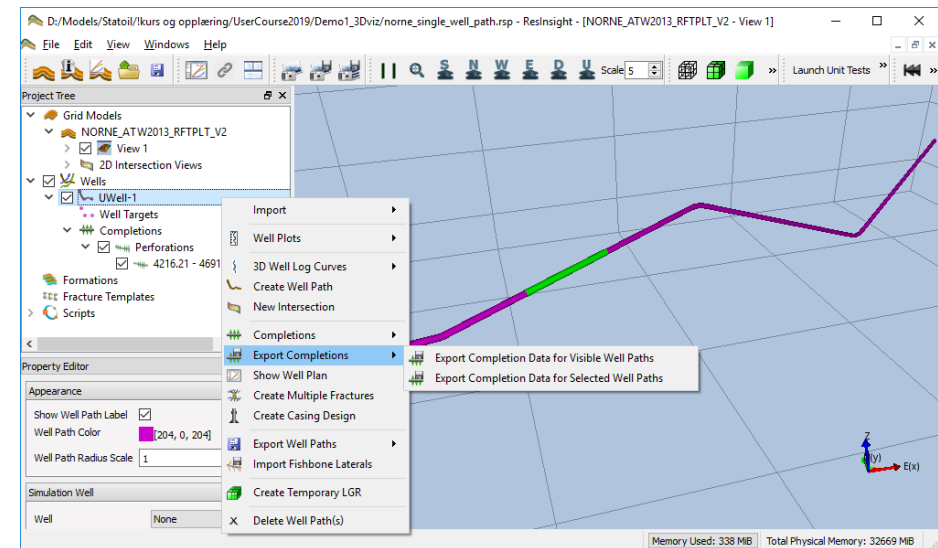 D:/Models/Statoil/!kurs og opplæring/UserCourse2019/Demo1_3Dviz/norne_single_well_path.rsp - ResInsight - [NORNE_ATW2013_RFTPLT_V2 - View 1]
File Edit View Windows Help
S N W E D U Scale 5 » Launch Unit Tests » »
Project Tree
Grid Models
NORNE_ATW2013_RFTPLT_V2
View 1
2D Intersection Views
Wells
UWell-1
Well Targets
Completions
Perforations
4216.21 - 4691
Formations
Fracture Templates
Scripts
Import
Well Plots
3D Well Log Curves
Create Well Path
New Intersection
Completions
Export Completions
Show Well Plan
Create Multiple Fractures
Create Casing Design
Export Well Paths
Import Fishbone Laterals
Create Temporary LGR
Delete Well Path(s)
Export Completion Data for Visible Well Paths
Export Completion Data for Selected Well Paths
Property Editor
Appearance
Show Well Path Label
Well Path Color [204, 0, 204]
Well Path Radius Scale 1
Simulation Well
Well None
Z
(y)
E(x)
Memory Used: 338 MiB Total Physical Memory: 32669 MiB